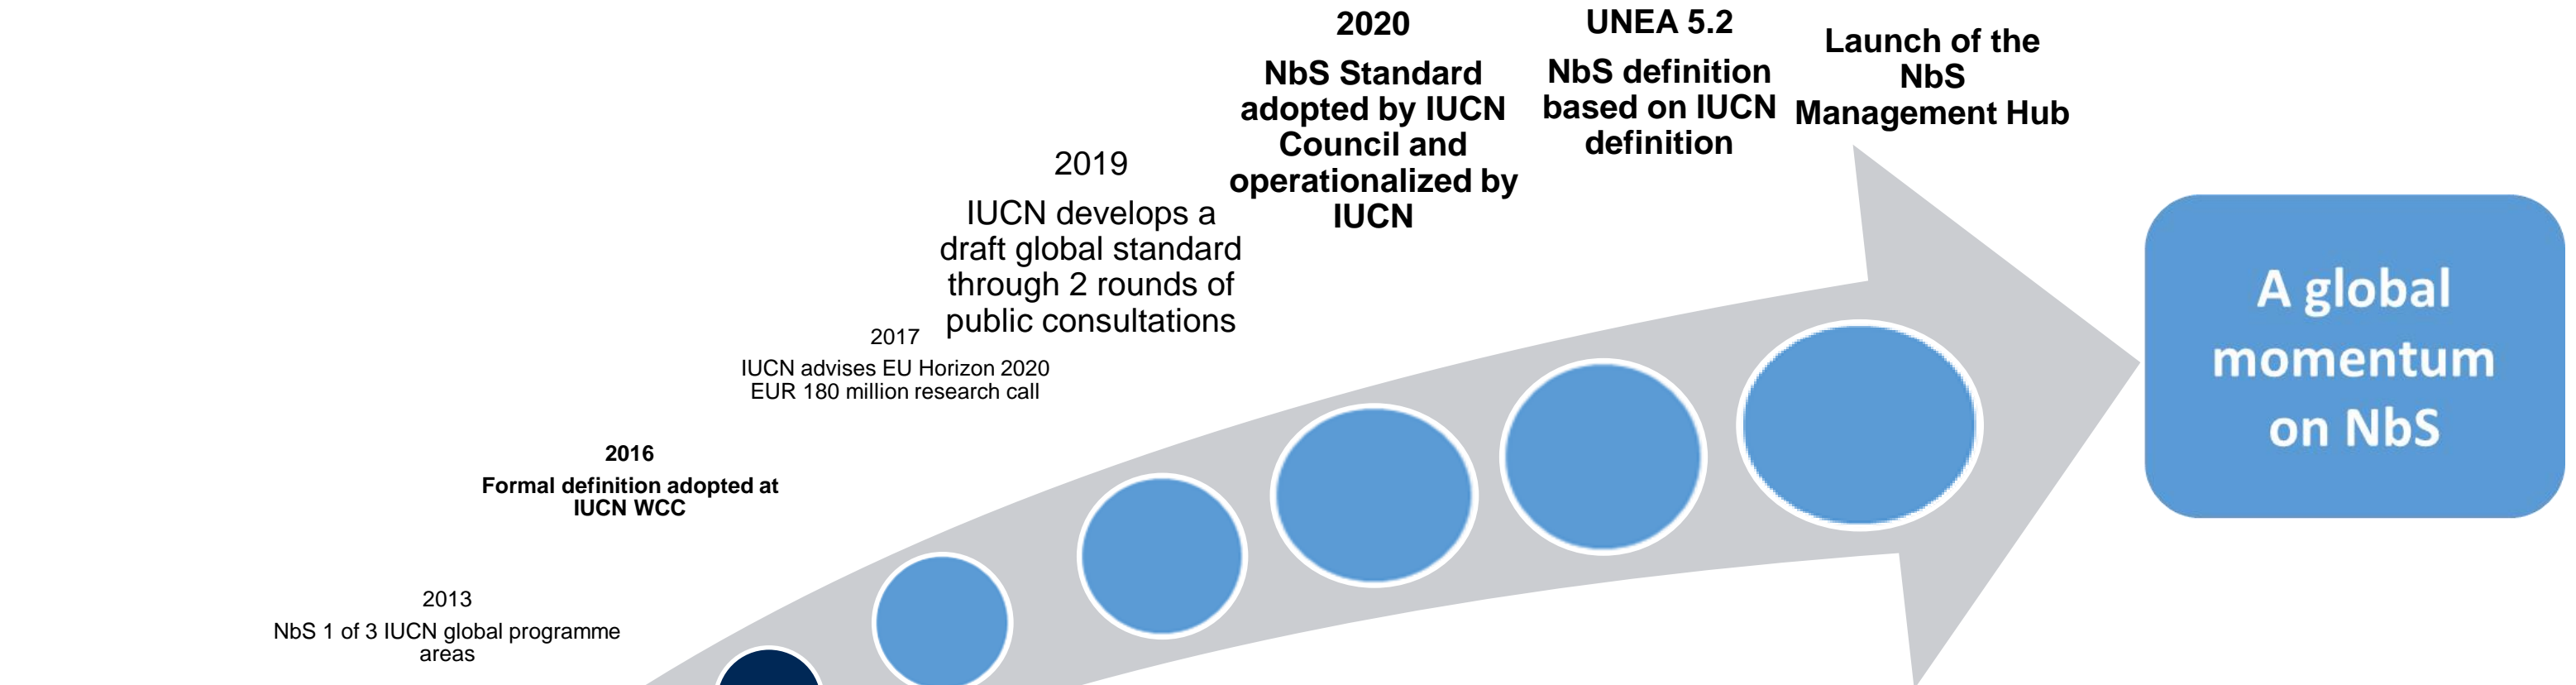 2013
NbS 1 of 3 IUCN global programme
areas
2016
Formal definition adopted at
IUCN WCC
2017
IUCN advises EU Horizon 2020
EUR 180 million research call
2019
IUCN develops a
draft global standard
through 2 rounds of
public consultations
2020
NbS Standard
adopted by IUCN
Council and
operationalized by
IUCN
UNEA 5.2
NbS definition
based on IUCN
definition
Launch of the
NbS
Management Hub
A global
momentum
on NbS